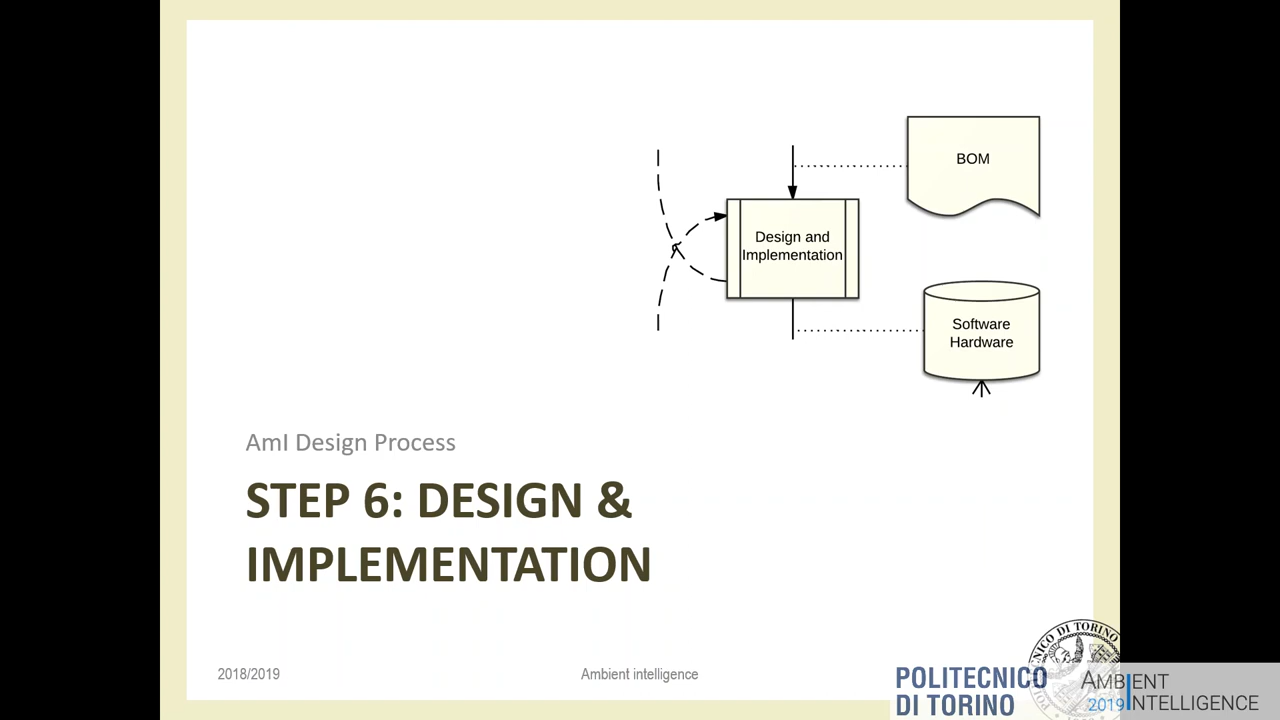 BOM
Design and
Implementation
Software
Hardware
AmI Design Process
STEP 6: DESIGN &
IMPLEMENTATION
2018/2019
Ambient intelligence
POLITECNICO
DI TORINO
AMBIENT
2019 INTELLIGENCE